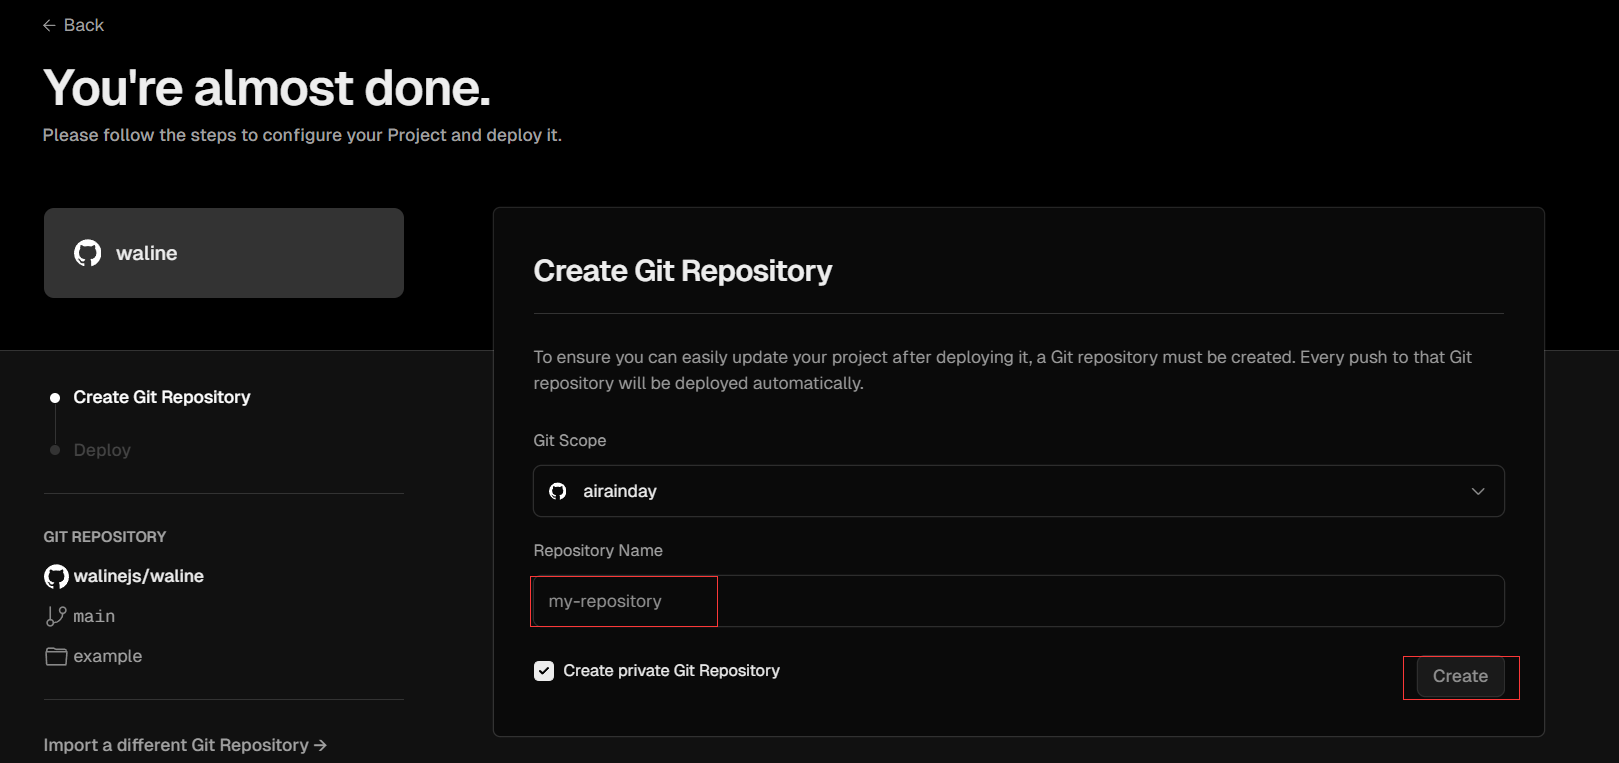 ← Back
You're almost done.
Please follow the steps to configure your Project and deploy it.
waline
Create Git Repository
Deploy
GIT REPOSITORY
walinejs/waline
main
example
Import a different Git Repository →
Create Git Repository
To ensure you can easily update your project after deploying it, a Git repository must be created. Every push to that Git
repository will be deployed automatically.
Git Scope
airainday
Repository Name
my-repository
Create private Git Repository
Create